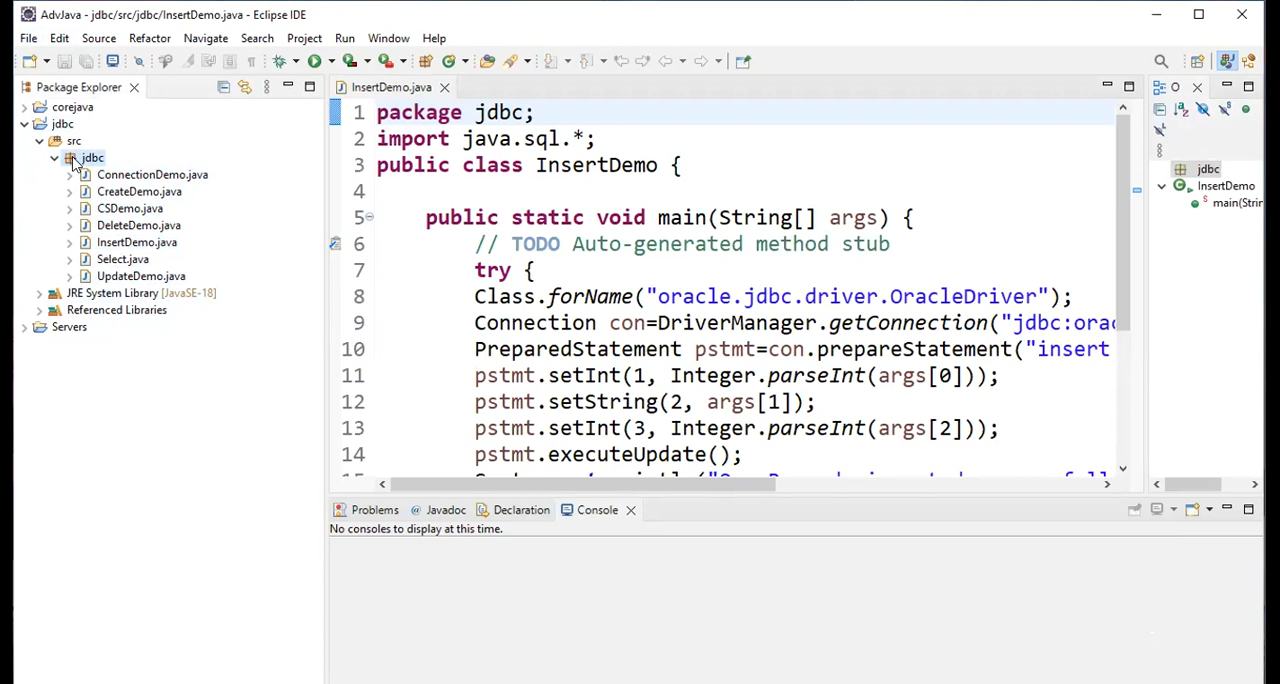 AdvJava - jdbc/src/jdbc/InsertDemo.java - Eclipse IDE
File Edit Source Refactor Navigate Search Project Run Window Help
Package Explorer
corejava
jdbc
src
jdbc
ConnectionDemo.java
CreateDemo.java
CSDemo.java
DeleteDemo.java
InsertDemo.java
Select.java
UpdateDemo.java
JRE System Library [JavaSE-18]
Referenced Libraries
Servers
InsertDemo.java
1 package jdbc;
2 import java.sql.*;
3 public class InsertDemo {
4
5 public static void main(String[] args) {
6 // TODO Auto-generated method stub
7 try {
8 Class.forName("oracle.jdbc.driver.OracleDriver");
9 Connection con=DriverManager.getConnection("jdbc:orac
10 PreparedStatement pstmt=con.prepareStatement("insert
11 pstmt.setInt(1, Integer.parseInt(args[0]));
12 pstmt.setString(2, args[1]);
13 pstmt.setInt(3, Integer.parseInt(args[2]));
14 pstmt.executeUpdate();
O
jdbc
InsertDemo
main(Strin
Problems @ Javadoc Declaration Console
No consoles to display at this time.